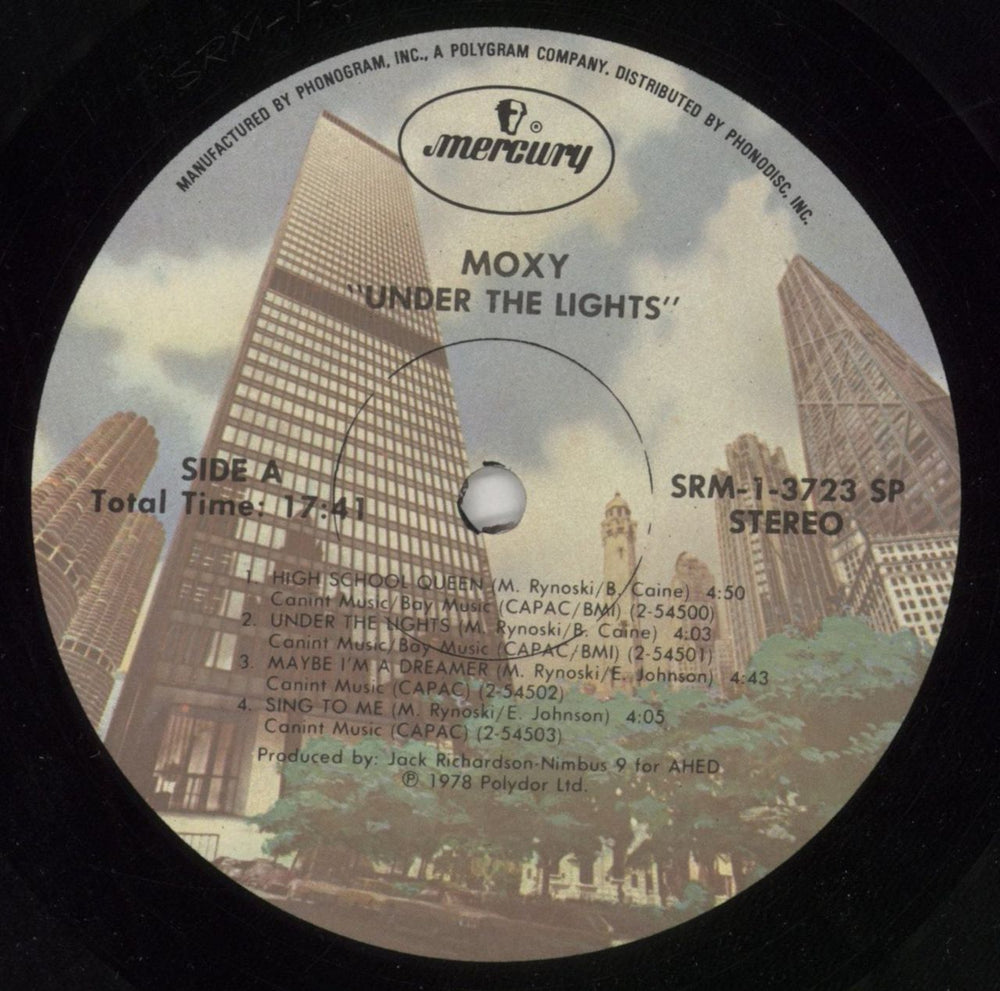 SRM-1-
MANUFACTURED BY PHONOGRAM, INC., A POLYGRAM COMPANY. DISTRIBUTED BY PHONODISC, INC.
mercury ®
MOXY
"UNDER THE LIGHTS"
SIDE A
Total Time: 17:41
SRM-1-3723 SP
STEREO
1. HIGH SCHOOL QUEEN (M. Rynoski/B. Caine) 4:50
Canint Music/Bay Music (CAPAC/BMI) (2-54500)
2. UNDER THE LIGHTS (M. Rynoski/B. Caine) 4:03
Canint Music/Bay Music (CAPAC/BMI) (2-54501)
3. MAYBE I'M A DREAMER (M. Rynoski/E. Johnson) 4:43
Canint Music (CAPAC) (2-54502)
4. SING TO ME (M. Rynoski/E. Johnson) 4:05
Canint Music (CAPAC) (2-54503)
Produced by: Jack Richardson-Nimbus 9 for AHED
℗ 1978 Polydor Ltd.